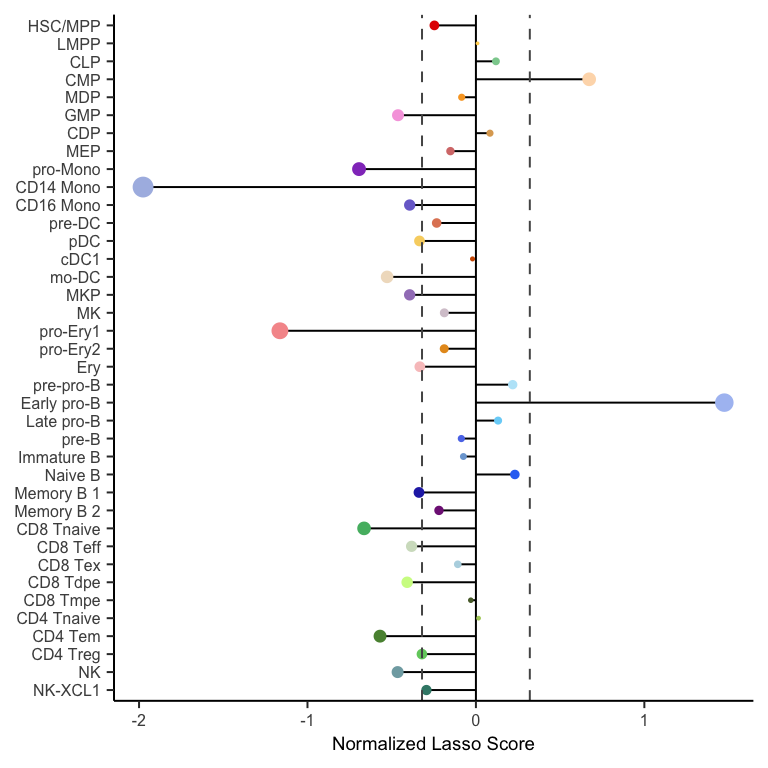 HSC/MPP
LMPP
CLP
CMP
MDP
GMP
CDP
MEP
pro-Mono
CD14 Mono
CD16 Mono
pre-DC
pDC
cDC1
mo-DC
MKP
MK
pro-Ery1
pro-Ery2
Ery
pre-pro-B
Early pro-B
Late pro-B
pre-B
Immature B
Naive B
Memory B 1
Memory B 2
CD8 Tnaive
CD8 Teff
CD8 Tex
CD8 Tdpe
CD8 Tmpe
CD4 Tnaive
CD4 Tem
CD4 Treg
NK
NK-XCL1
-2 -1 0 1
Normalized Lasso Score